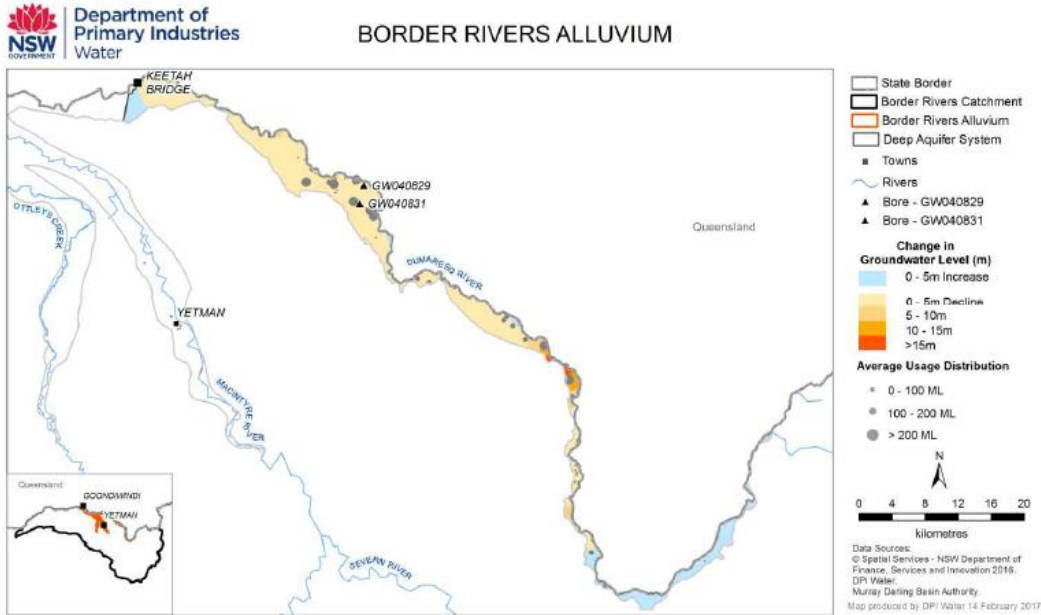 NSW
GOVERNMENT
Department of
Primary Industries
Water
BORDER RIVERS ALLUVIUM
KEETAH
BRIDGE
GW040829
GW040831
Queensland
OTTLEYS CREEK
DUMARESQ RIVER
YETMAN
MACINTYRE
RIVER
SEVERN RIVER
Queensland
GOONDIWINDI
YETMAN
State Border
Border Rivers Catchment
Border Rivers Alluvium
Deep Aquifer System
Towns
Rivers
Bore - GW040829
Bore - GW040831
Change in
Groundwater Level (m)
0 - 5m Increase
0 - 5m Decline
5 - 10m
10 - 15m
>15m
Average Usage Distribution
0 - 100 ML
100 - 200 ML
> 200 ML
N
0 4 8 12 16 20
kilometres
Data Sources:
© Spatial Services - NSW Department of
Finance, Services and Innovation 2016.
DPI Water.
Murray Darling Basin Authority
Map produced by DPI Water 14 February 2017